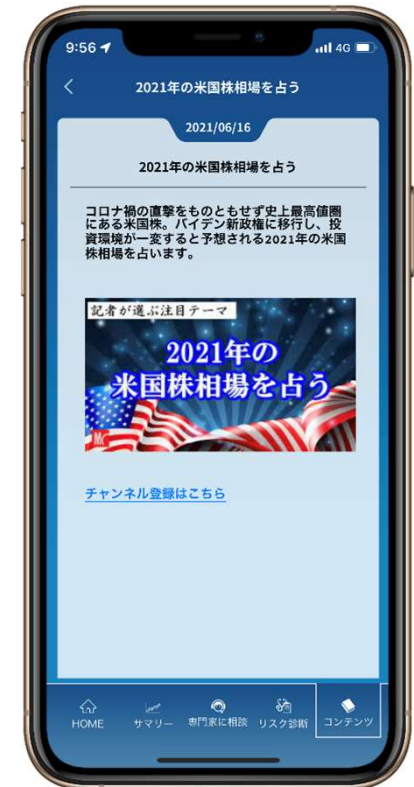 9:56
4G
2021年の米国株相場を占う
2021/06/16
2021年の米国株相場を占う
コロナ禍の直撃をものともせず史上最高値圏
にある米国株。バイデン新政権に移行し、投
資環境が一変すると予想される2021年の米国
株相場を占います。
記者が選ぶ注目テーマ
2021年の
米国株相場を占う
チャンネル登録はこちら
HOME
サマリー
専門家に相談
リスク診断
コンテンツ